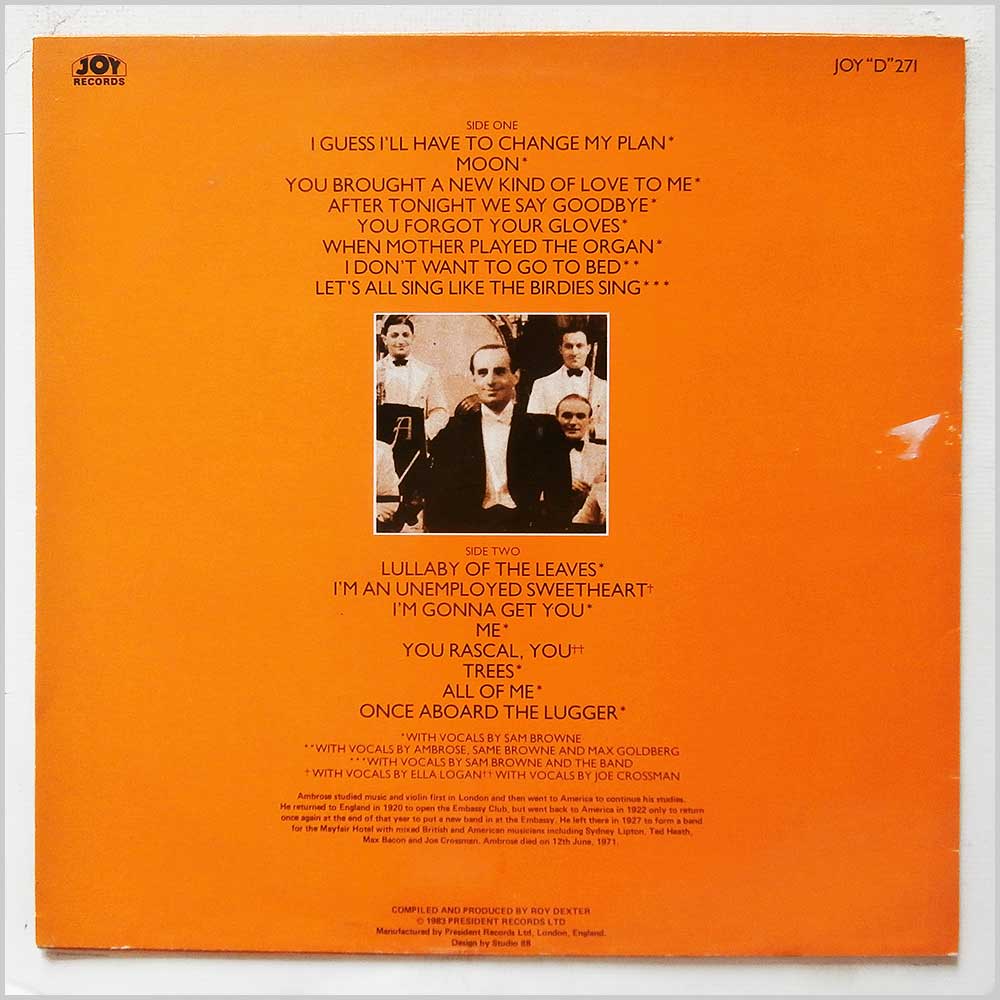 JOY
RECORDS
JOY "D" 271
SIDE ONE
I GUESS I'LL HAVE TO CHANGE MY PLAN*
MOON*
YOU BROUGHT A NEW KIND OF LOVE TO ME*
AFTER TONIGHT WE SAY GOODBYE*
YOU FORGOT YOUR GLOVES*
WHEN MOTHER PLAYED THE ORGAN*
I DON'T WANT TO GO TO BED**
LET'S ALL SING LIKE THE BIRDIES SING***
A
SIDE TWO
LULLABY OF THE LEAVES*
I'M AN UNEMPLOYED SWEETHEART†
I'M GONNA GET YOU*
ME*
YOU RASCAL, YOU††
TREES*
ALL OF ME*
ONCE ABOARD THE LUGGER*
*WITH VOCALS BY SAM BROWNE
**WITH VOCALS BY AMBROSE, SAME BROWNE AND MAX GOLDBERG
***WITH VOCALS BY SAM BROWNE AND THE BAND
†WITH VOCALS BY ELLA LOGAN†† WITH VOCALS BY JOE CROSSMAN
Ambrose studied music and violin first in London and then went to America to continue his studies.
He returned to England in 1920 to open the Embassy Club, but went back to America in 1922 only to return
once again at the end of that year to put a new band in at the Embassy. He left there in 1927 to form a band
for the Mayfair Hotel with mixed British and American musicians including Sydney Lipton, Ted Heath,
Max Bacon and Joe Crossman. Ambrose died on 12th June, 1971.
COMPILED AND PRODUCED BY ROY DEXTER
© 1983 PRESIDENT RECORDS LTD
Manufactured by President Records Ltd, London, England.
Design by Studio 88